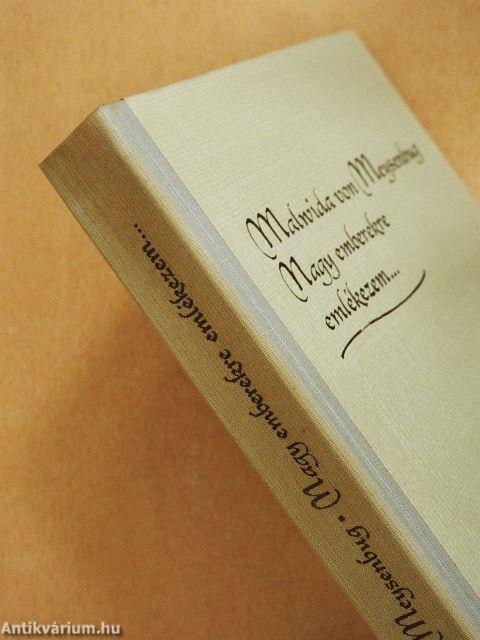 Malwida von Meysenbug
Nagy emberekre
emlékezem...
Meysenbug • Nagy emberekre emlékezem...
Antikvárium.hu